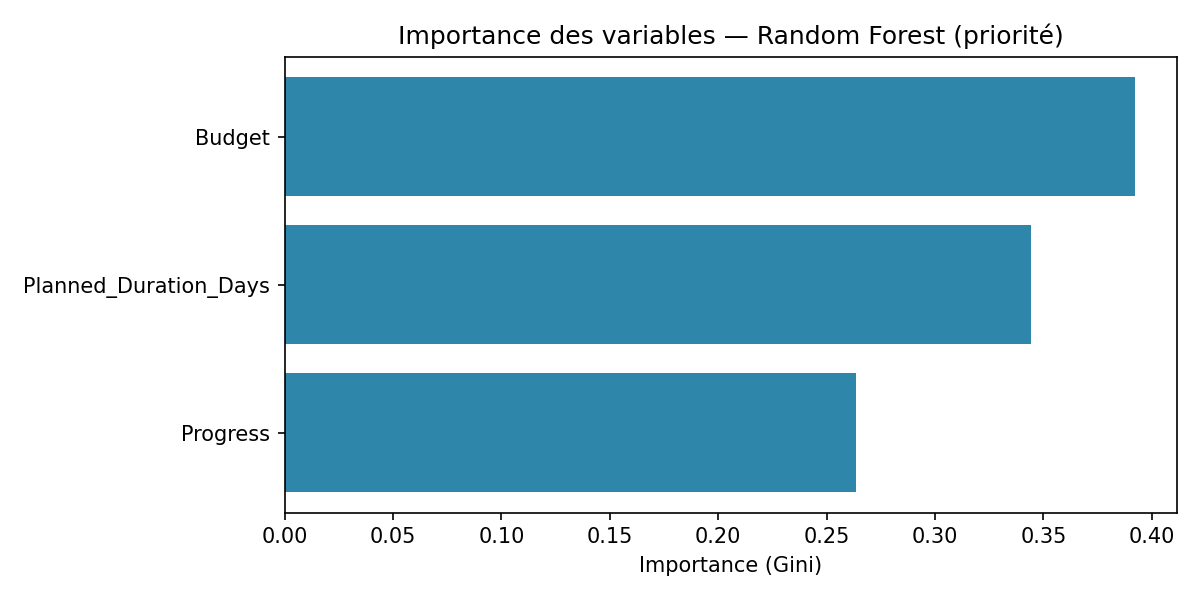 Importance des variables — Random Forest (priorité)
Budget
Planned_Duration_Days
Progress
0.00 0.05 0.10 0.15 0.20 0.25 0.30 0.35 0.40
Importance (Gini)